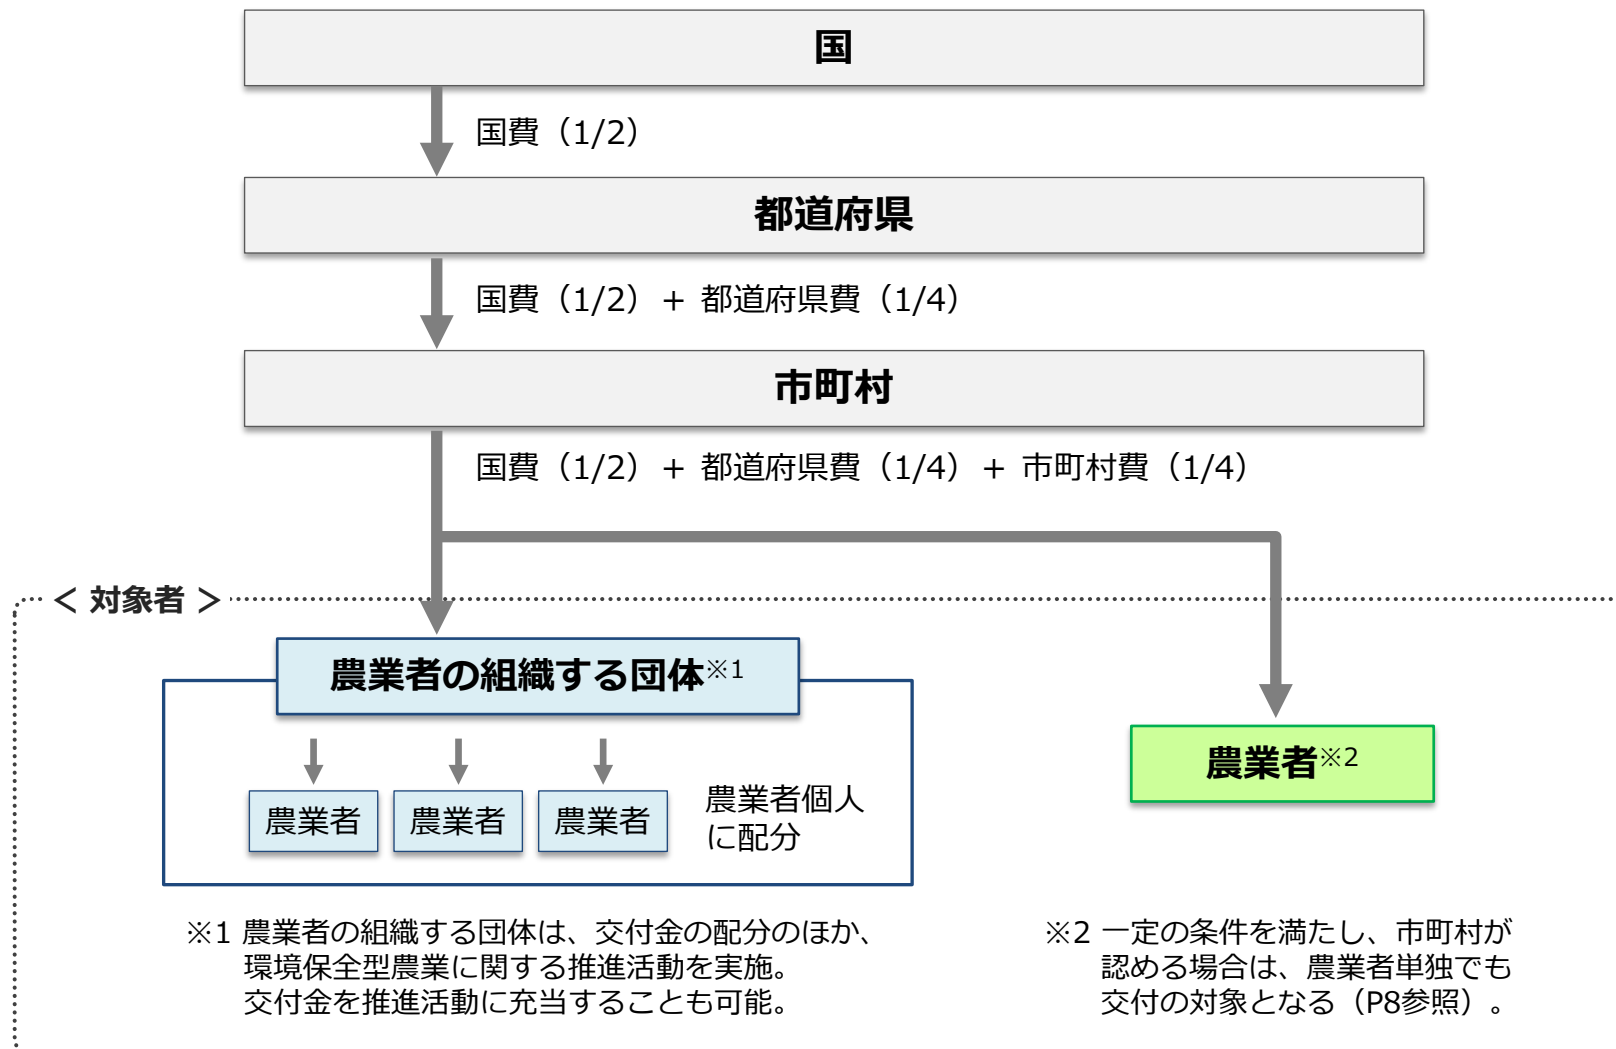 国
国費（1/2）
都道府県
国費（1/2）＋ 都道府県費（1/4）
市町村
国費（1/2）＋ 都道府県費（1/4）＋ 市町村費（1/4）
＜ 対象者 ＞
農業者の組織する団体※1
農業者 農業者 農業者
農業者個人
に配分
農業者※2
※1 農業者の組織する団体は、交付金の配分のほか、
環境保全型農業に関する推進活動を実施。
交付金を推進活動に充当することも可能。
※2 一定の条件を満たし、市町村が
認める場合は、農業者単独でも
交付の対象となる（P8参照）。